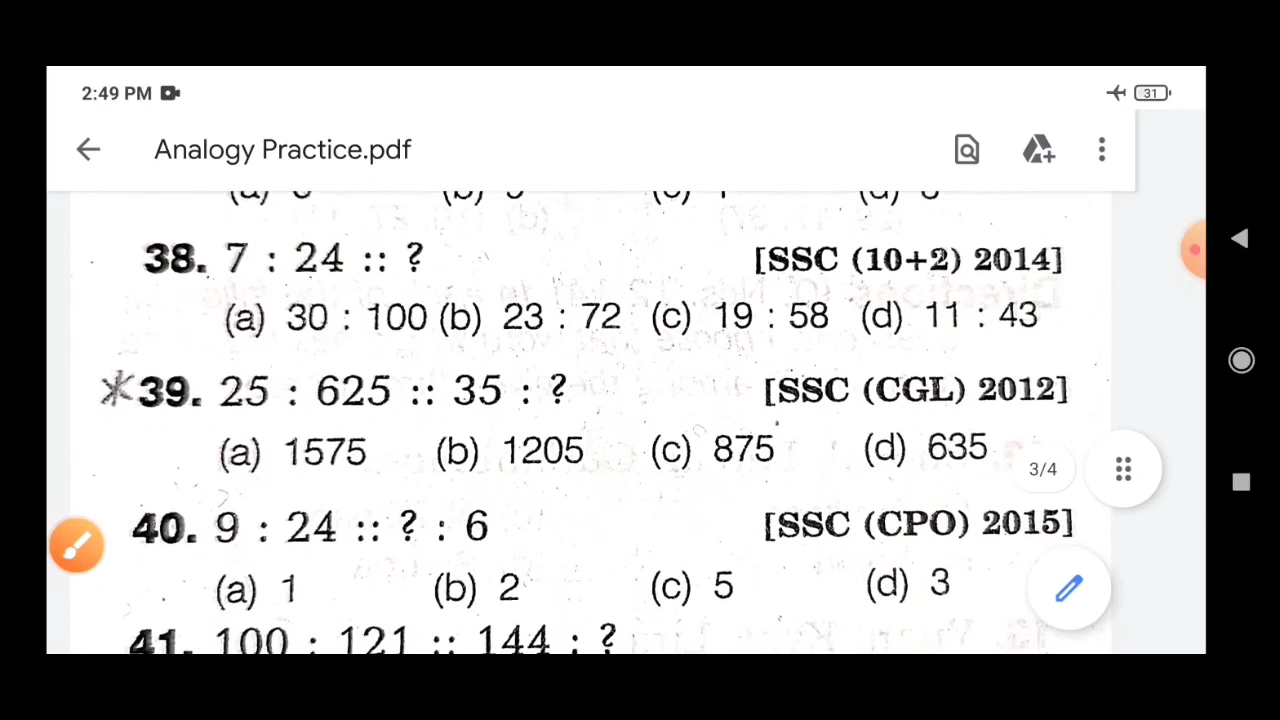 2:49 PM
31
Analogy Practice.pdf
38. 7 : 24 :: ? [SSC (10+2) 2014]
(a) 30 : 100 (b) 23 : 72 (c) 19 : 58 (d) 11 : 43
*39. 25 : 625 :: 35 : ? [SSC (CGL) 2012]
(a) 1575 (b) 1205 (c) 875 (d) 635
3/4
40. 9 : 24 :: ? : 6 [SSC (CPO) 2015]
(a) 1 (b) 2 (c) 5 (d) 3
41. 100 : 121 :: 144 : ?